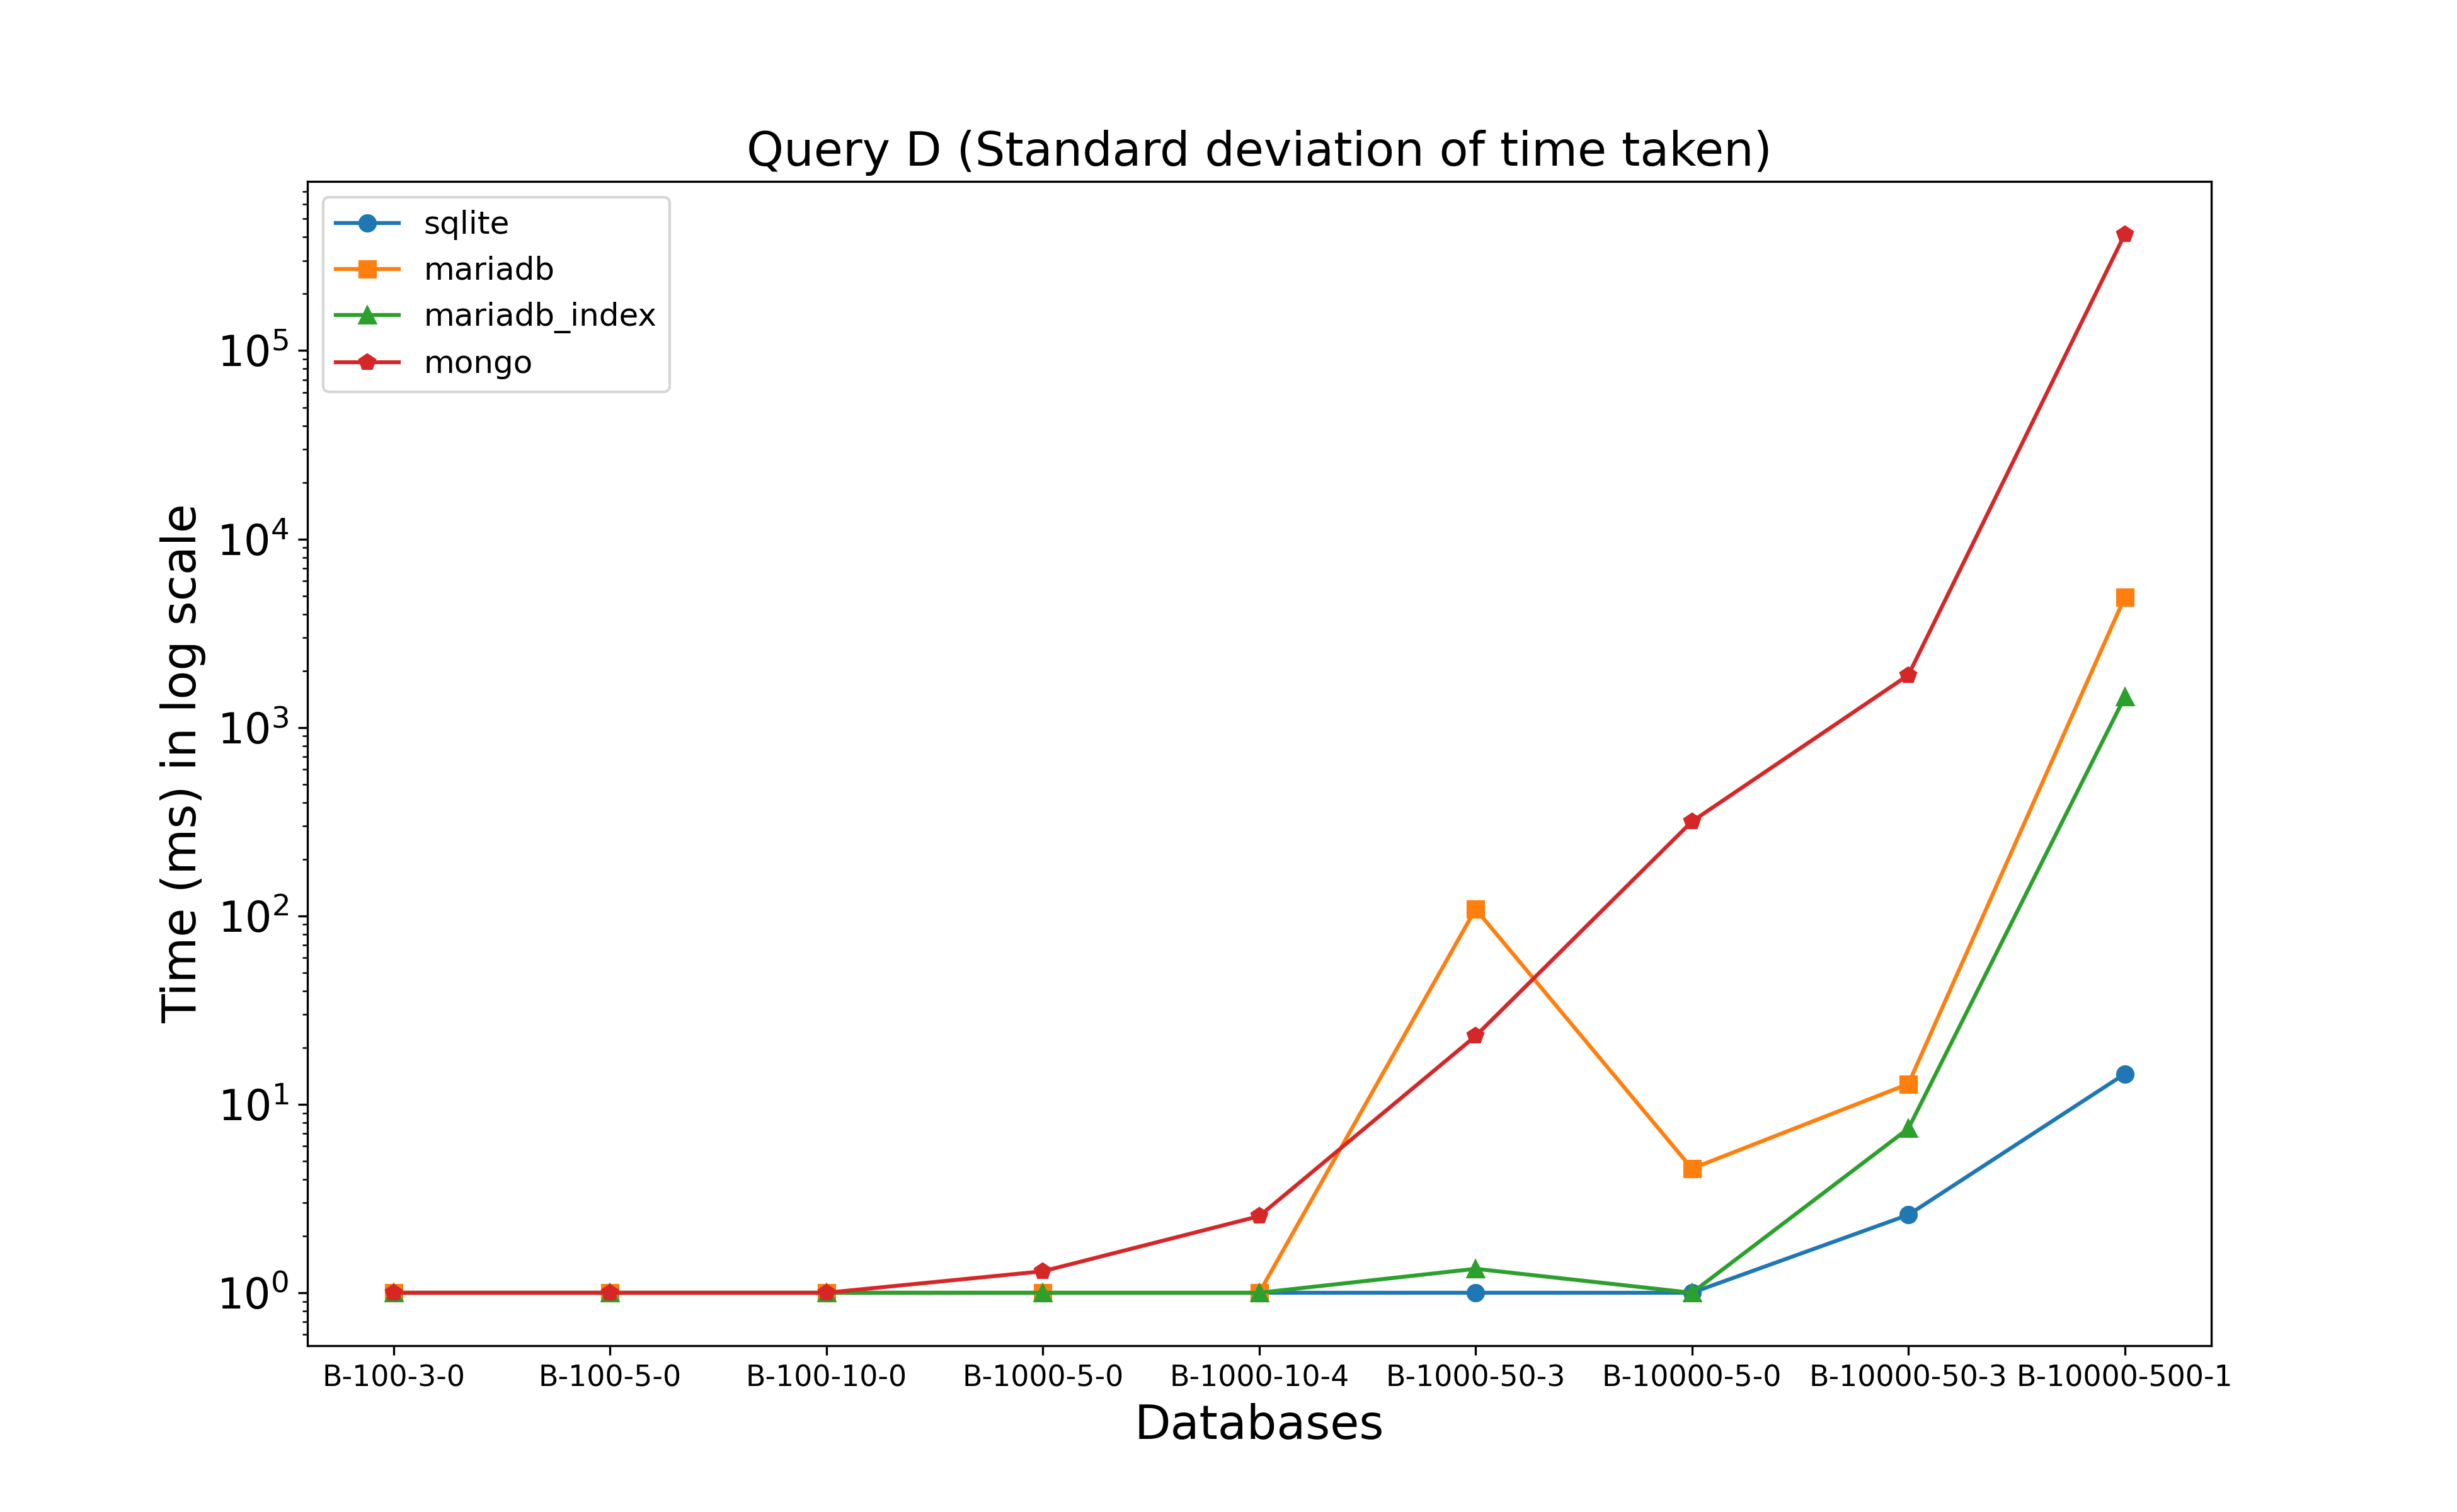 Query D (Standard deviation of time taken)
sqlite
mariadb
mariadb_index
mongo
Time (ms) in log scale
10^5
10^4
10^3
10^2
10^1
10^0
B-100-3-0 B-100-5-0 B-100-10-0 B-1000-5-0 B-1000-10-4 B-1000-50-3 B-10000-5-0 B-10000-50-3 B-10000-500-1
Databases